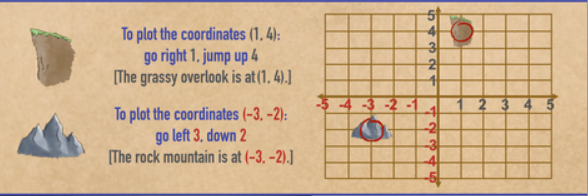 To plot the coordinates (1, 4):
go right 1, jump up 4
[The grassy overlook is at (1, 4).]
To plot the coordinates (-3, -2):
go left 3, down 2
[The rock mountain is at (-3, -2).]
5
4
3
2
1
-5 -4 -3 -2 -1 1 2 3 4 5
-1
-2
-3
-4
-5